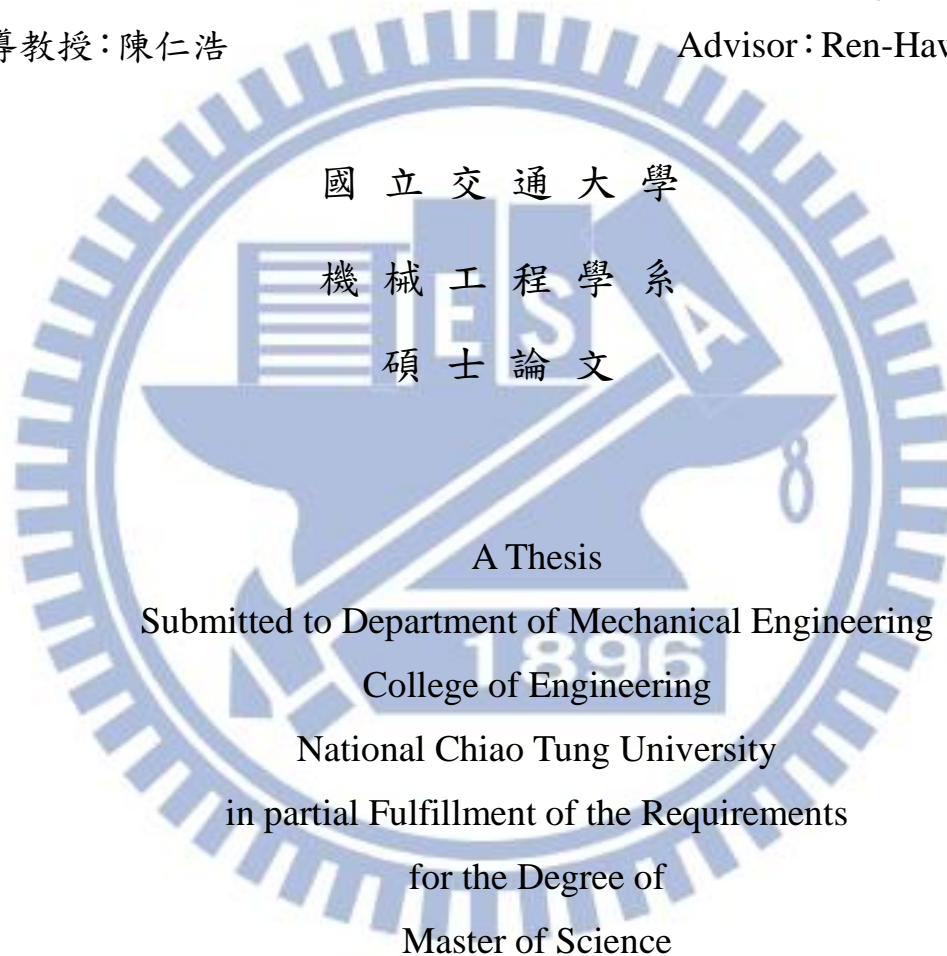 導教授：陳仁浩 Advisor：Ren-Haw
國 立 交 通 大 學
機 械 工 程 學 系
碩 士 論 文
E S A
8
A Thesis
Submitted to Department of Mechanical Engineering
1896
College of Engineering
National Chiao Tung University
in partial Fulfillment of the Requirements
for the Degree of
Master of Science